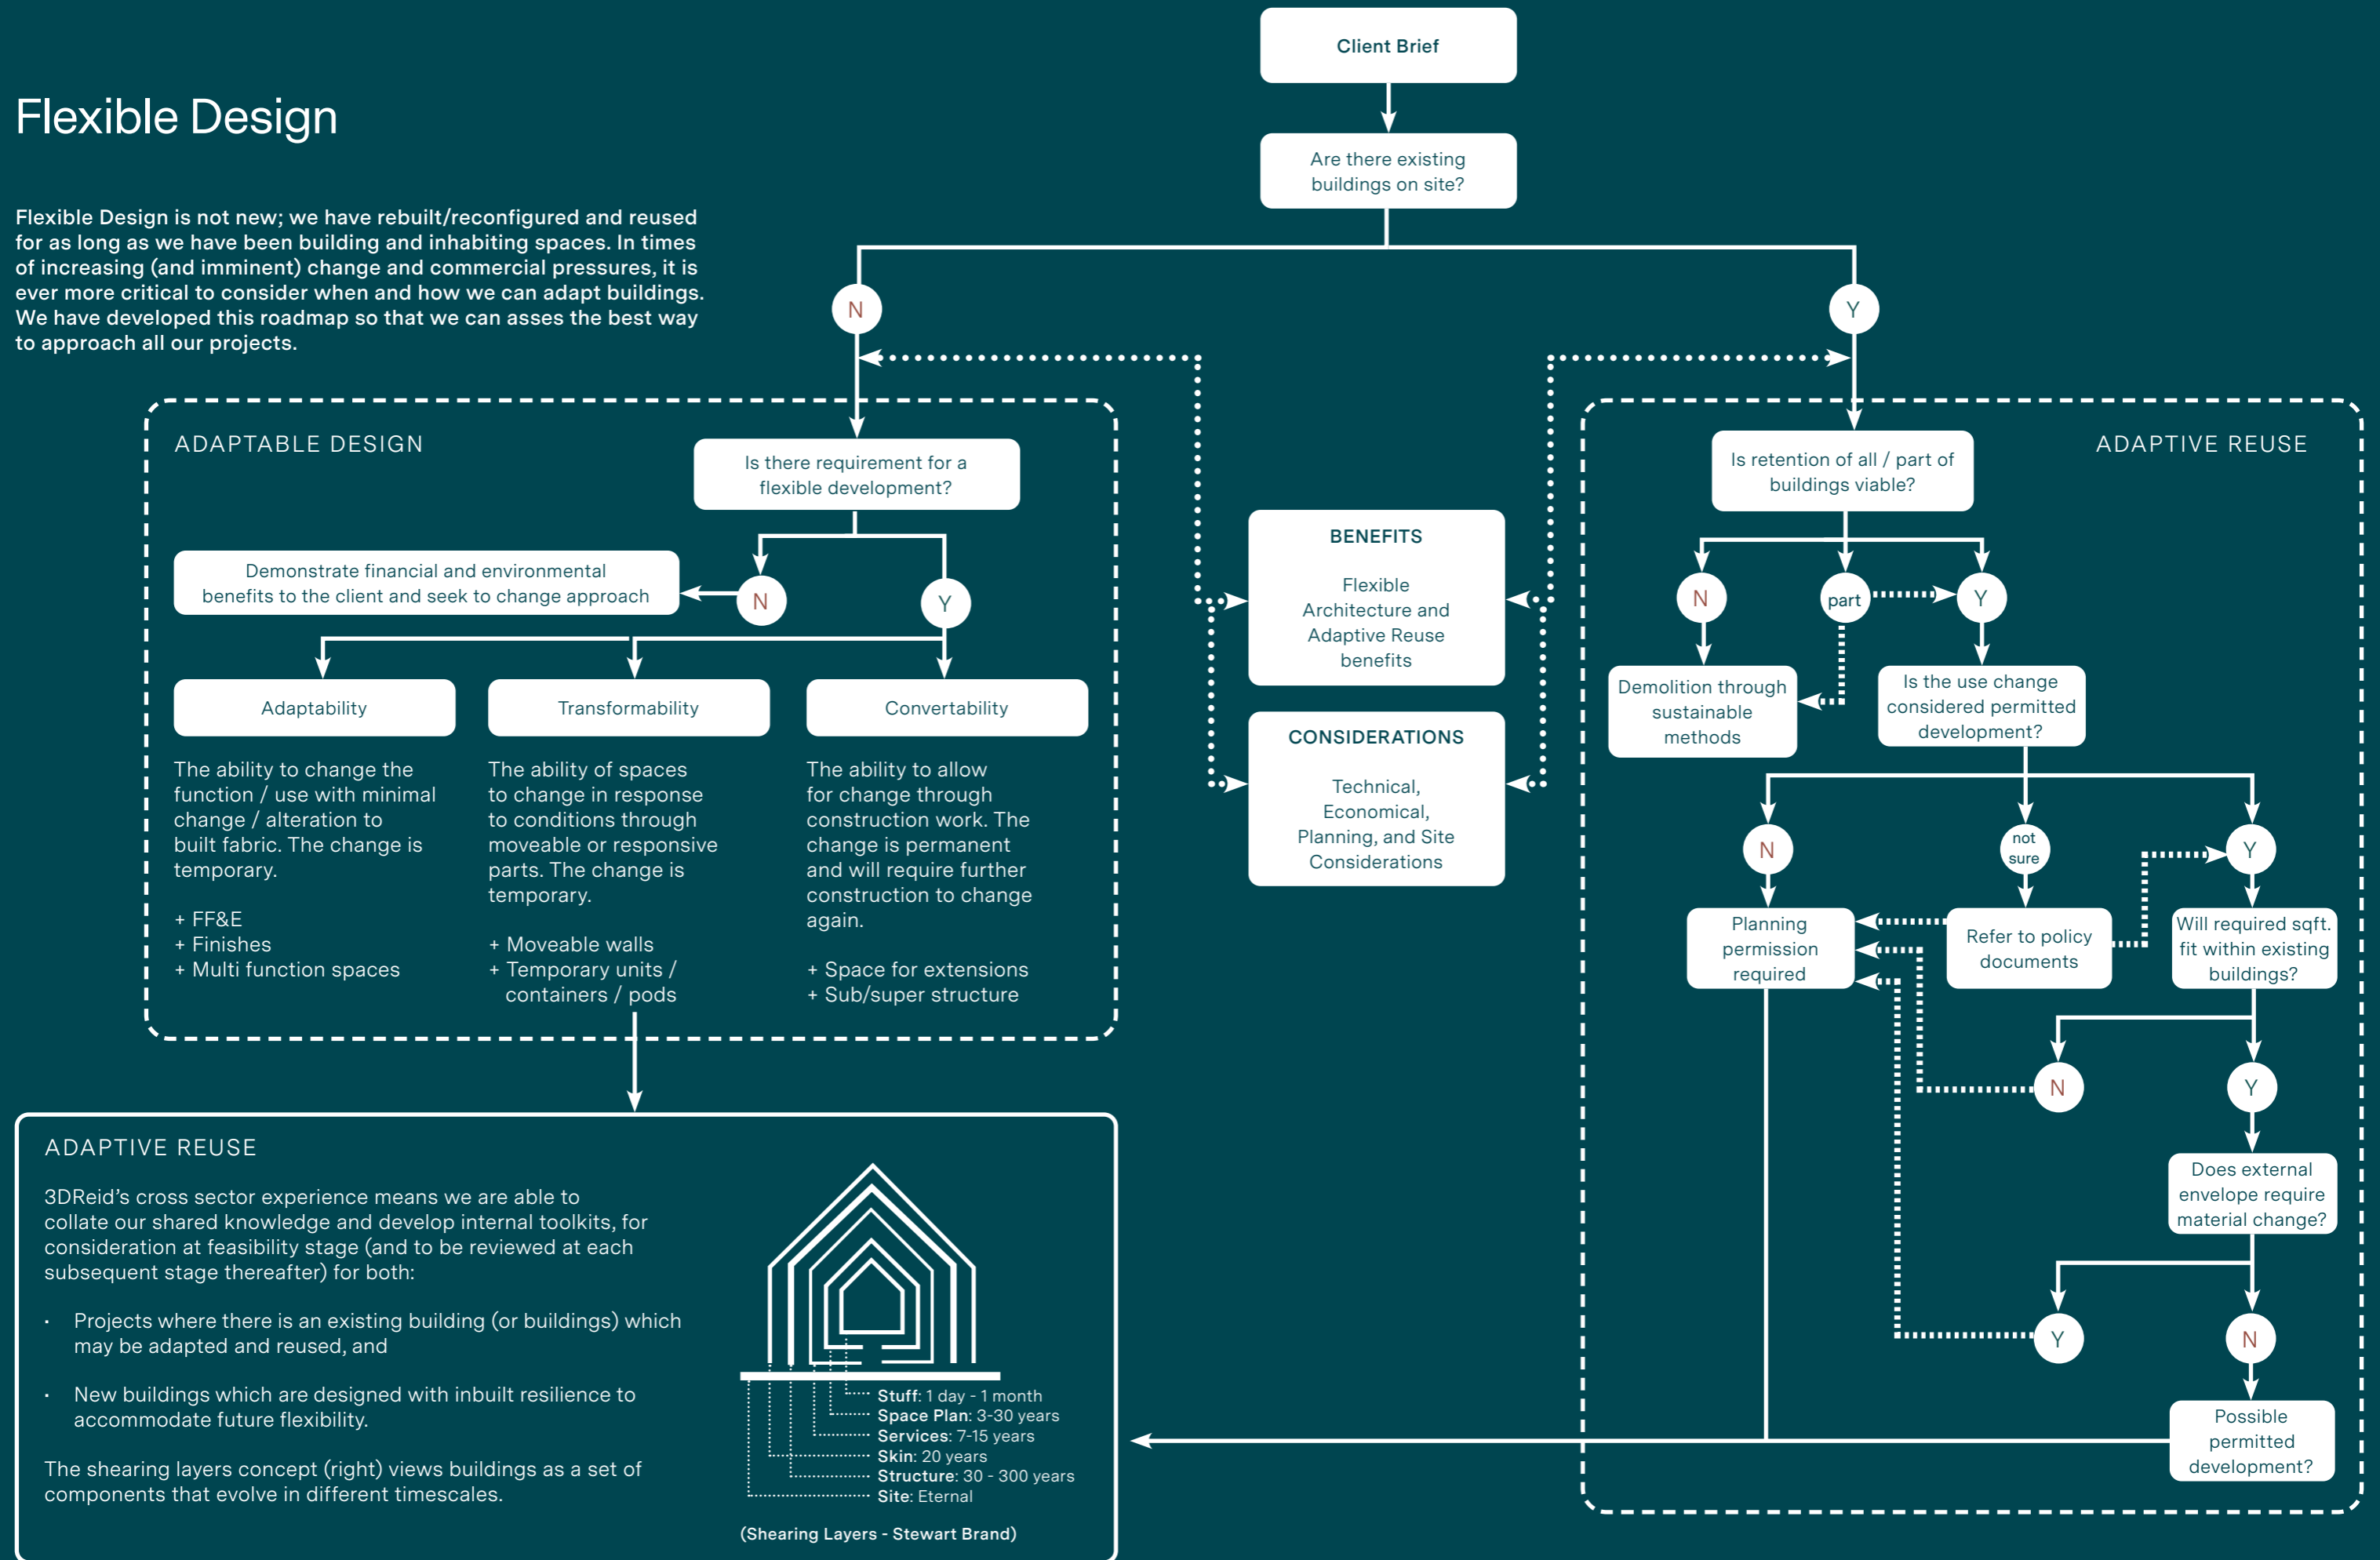 Flexible Design
Flexible Design is not new; we have rebuilt/reconfigured and reused
for as long as we have been building and inhabiting spaces. In times
of increasing (and imminent) change and commercial pressures, it is
ever more critical to consider when and how we can adapt buildings.
We have developed this roadmap so that we can asses the best way
to approach all our projects.
Client Brief
Are there existing
buildings on site?
N
Y
ADAPTABLE DESIGN
Is there requirement for a
flexible development?
Demonstrate financial and environmental
benefits to the client and seek to change approach
N
Y
Adaptability
Transformability
Convertability
The ability to change the
function / use with minimal
change / alteration to
built fabric. The change is
temporary.
+ FF&E
+ Finishes
+ Multi function spaces
The ability of spaces
to change in response
to conditions through
moveable or responsive
parts. The change is
temporary.
+ Moveable walls
+ Temporary units /
containers / pods
The ability to allow
for change through
construction work. The
change is permanent
and will require further
construction to change
again.
+ Space for extensions
+ Sub/super structure
BENEFITS
Flexible
Architecture and
Adaptive Reuse
benefits
CONSIDERATIONS
Technical,
Economical,
Planning, and Site
Considerations
ADAPTIVE REUSE
Is retention of all / part of
buildings viable?
N
part
Y
Demolition through
sustainable
methods
Is the use change
considered permitted
development?
N
not
sure
Y
Planning
permission
required
Refer to policy
documents
Will required sqft.
fit within existing
buildings?
N
Y
Does external
envelope require
material change?
Y
N
Possible
permitted
development?
ADAPTIVE REUSE
3DReid's cross sector experience means we are able to
collate our shared knowledge and develop internal toolkits, for
consideration at feasibility stage (and to be reviewed at each
subsequent stage thereafter) for both:
· Projects where there is an existing building (or buildings) which
may be adapted and reused, and
· New buildings which are designed with inbuilt resilience to
accommodate future flexibility.
The shearing layers concept (right) views buildings as a set of
components that evolve in different timescales.
Stuff: 1 day - 1 month
Space Plan: 3-30 years
Services: 7-15 years
Skin: 20 years
Structure: 30 - 300 years
Site: Eternal
(Shearing Layers - Stewart Brand)